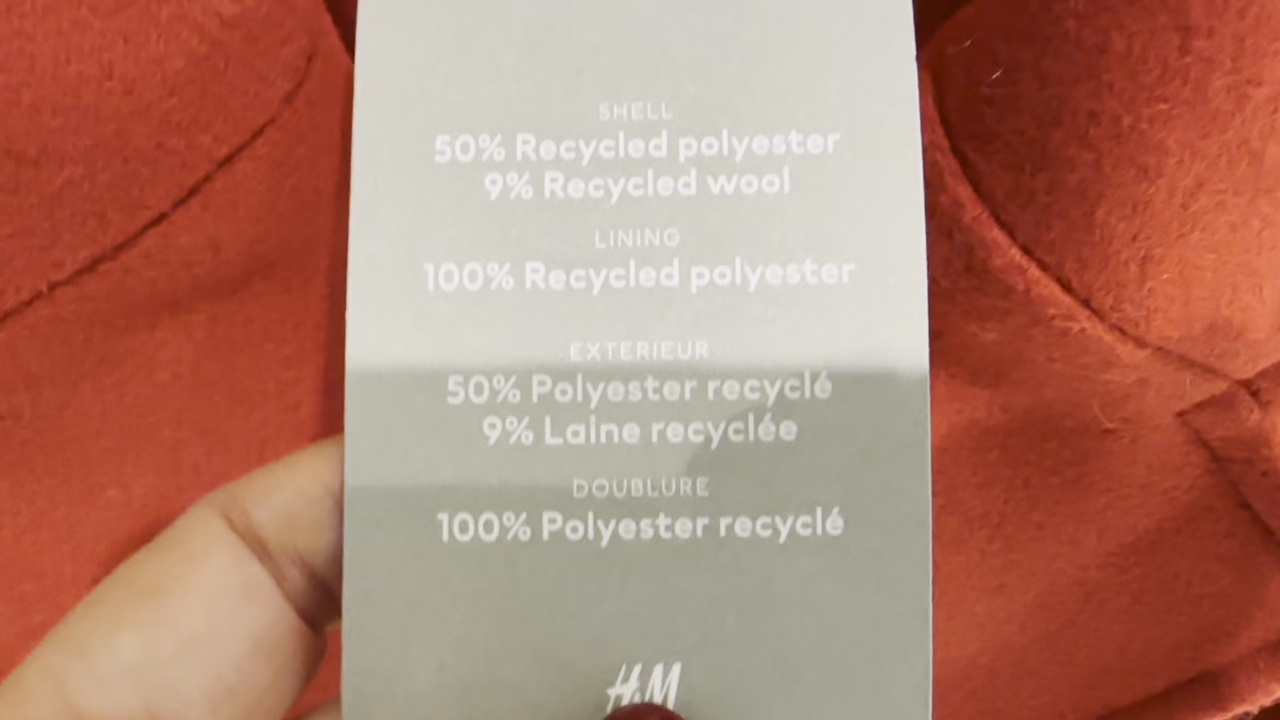 SHELL
50% Recycled polyester
9% Recycled wool
LINING
100% Recycled polyester
EXTERIEUR
50% Polyester recyclé
9% Laine recyclée
DOUBLURE
100% Polyester recyclé
H&M